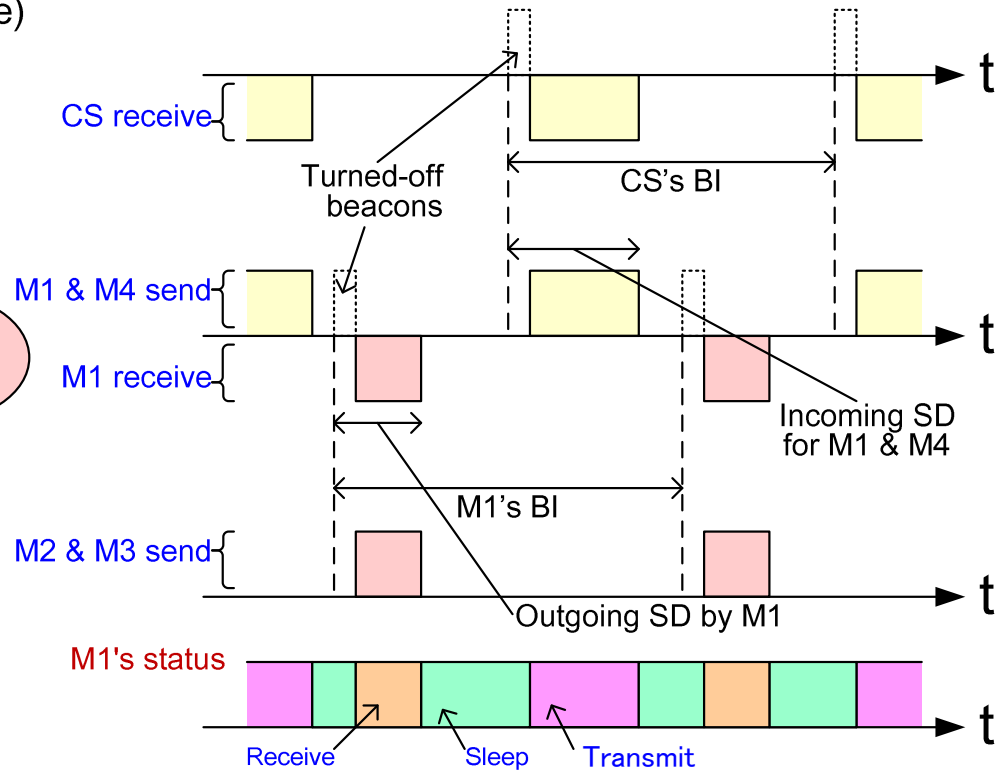 e)
t
CS receive
Turned-off
beacons
CS's BI
M1 & M4 send
t
M1 receive
Incoming SD
for M1 & M4
M1's BI
M2 & M3 send
t
Outgoing SD by M1
M1's status
t
Receive
Sleep
Transmit